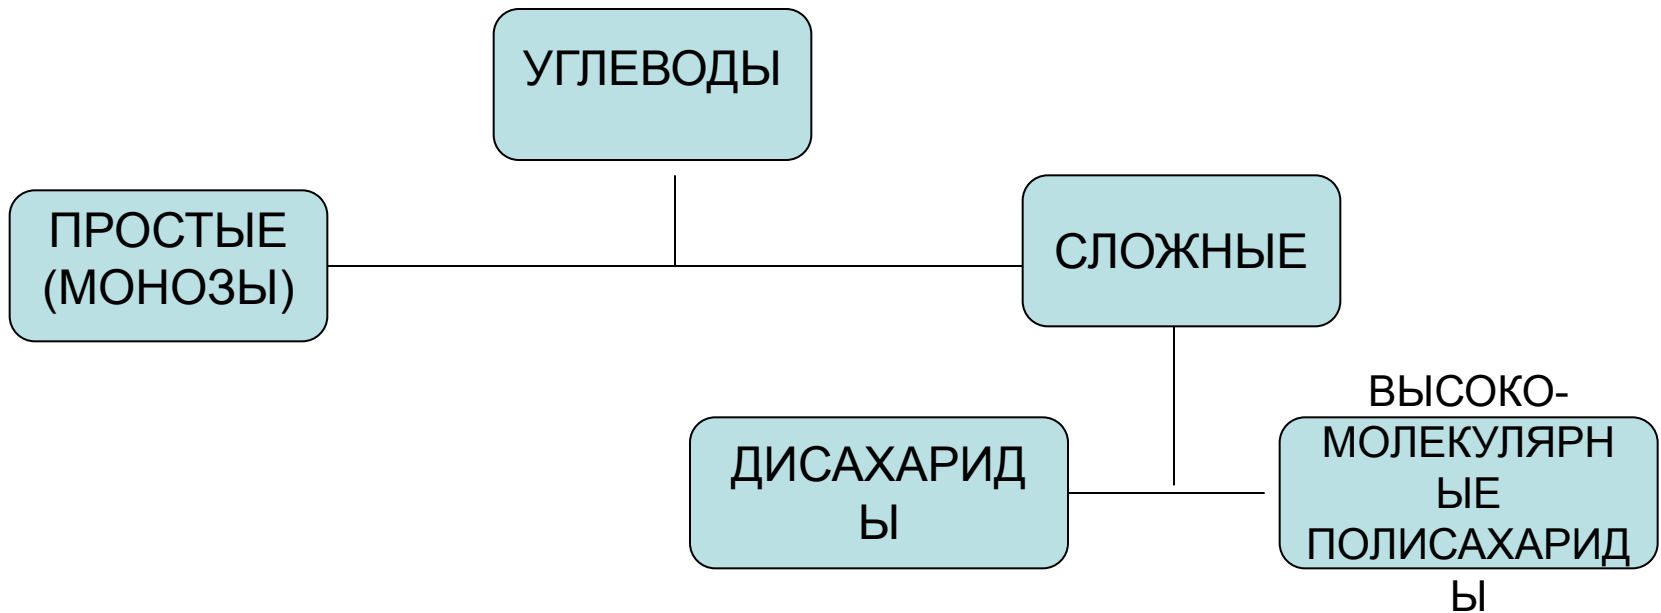 УГЛЕВОДЫ
ПРОСТЫЕ
(МОНОЗЫ)
СЛОЖНЫЕ
ДИСАХАРИД
Ы
ВЫСОКО-
МОЛЕКУЛЯРН
ЫЕ
ПОЛИСАХАРИД
Ы